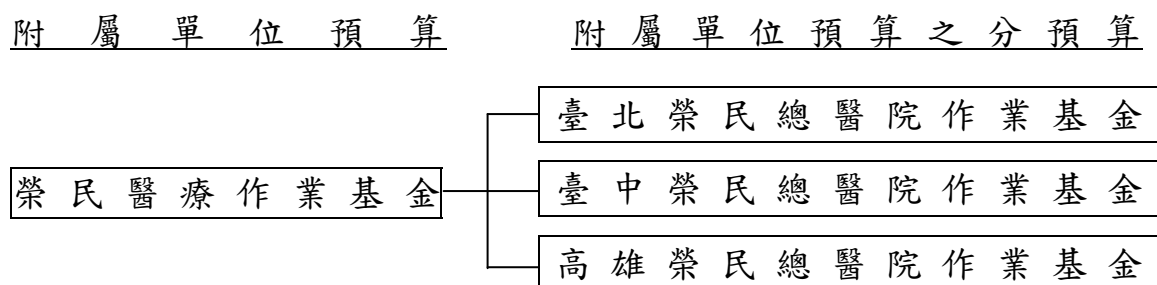 附屬單位預算
附屬單位預算之分預算
臺北榮民總醫院作業基金
榮民醫療作業基金
臺中榮民總醫院作業基金
高雄榮民總醫院作業基金